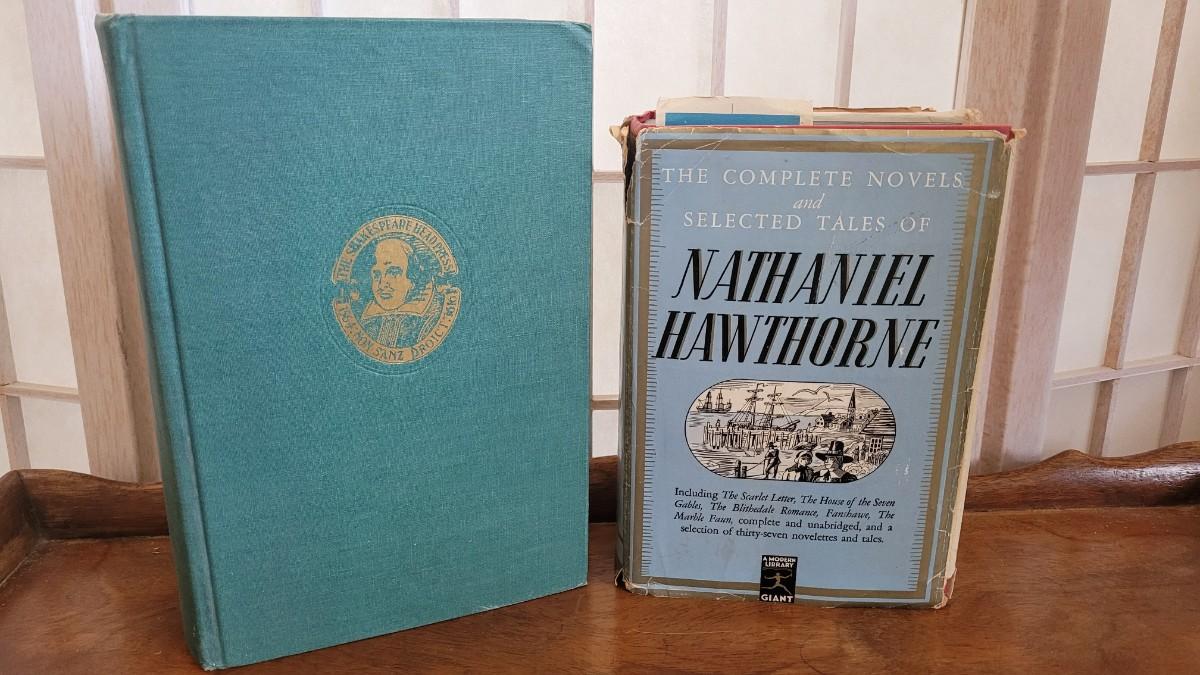 THE SHAKESPEARE HEAD PRESS
1564 NON SANZ DROICT · 1616
THE COMPLETE NOVELS
and
SELECTED TALES OF
NATHANIEL
HAWTHORNE
Including The Scarlet Letter, The House of the Seven
Gables, The Blithedale Romance, Fanshawe, The
Marble Faun, complete and unabridged, and a
selection of thirty-seven novelettes and tales.
A MODERN
LIBRARY
GIANT